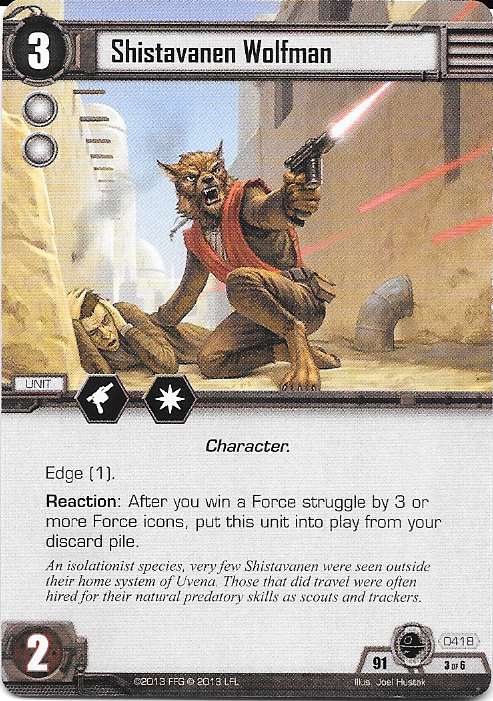 3
Shistavanen Wolfman
UNIT
Character.
Edge (1).
Reaction: After you win a Force struggle by 3 or
more Force icons, put this unit into play from your
discard pile.
An isolationist species, very few Shistavanen were seen outside
their home system of Uvena. Those that did travel were often
hired for their natural predatory skills as scouts and trackers.
2
91
0418
3 OF 6
©2013 FFG © 2013 LFL
Illus. Joel Hustak